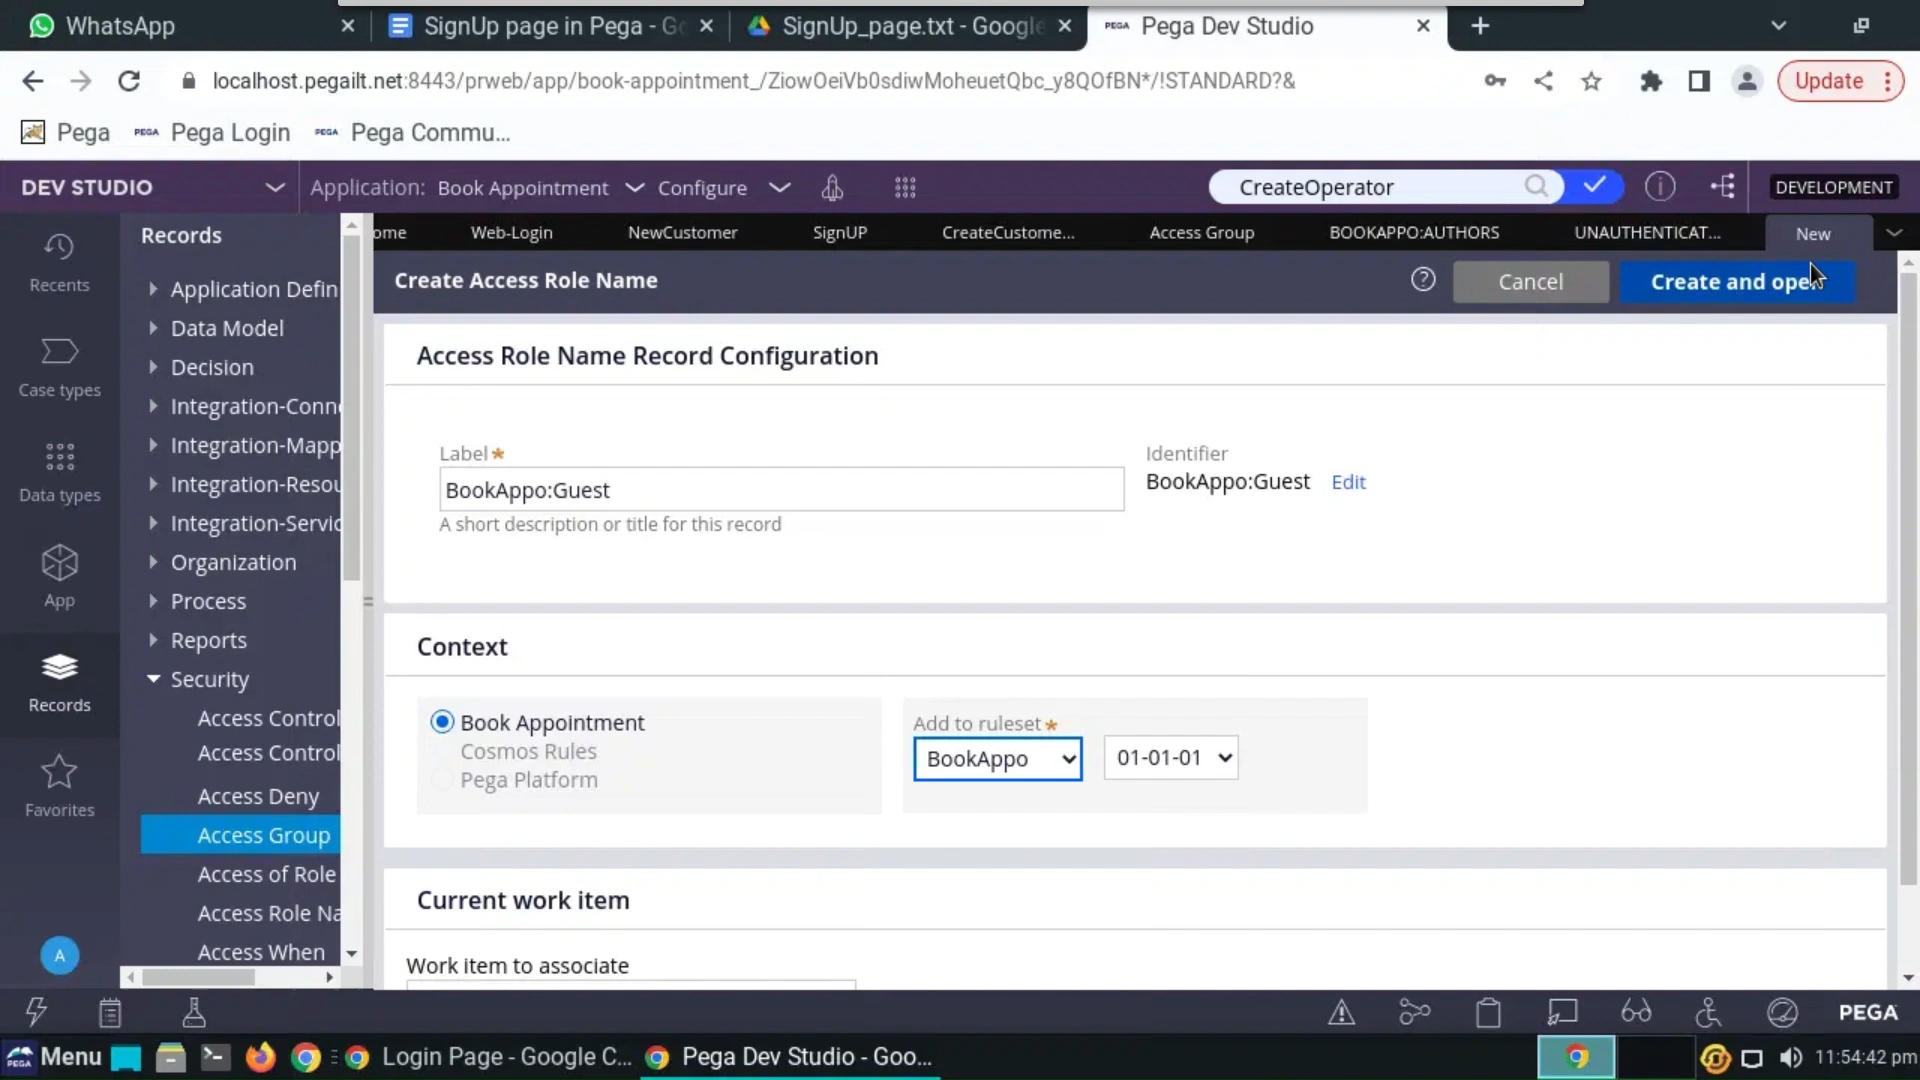 WhatsApp
SignUp page in Pega - G
SignUp_page.txt - Google
PEGA Pega Dev Studio
localhost.pegailt.net:8443/prweb/app/book-appointment_/ZiowOeiVb0sdiwMoheuetQbc_y8QOfBN*/!STANDARD?&
Update
Pega
PEGA Pega Login
PEGA Pega Commu...
DEV STUDIO
Application: Book Appointment
Configure
CreateOperator
DEVELOPMENT
Recents
Case types
Data types
App
Records
Favorites
A
Records
Application Defin
Data Model
Decision
Integration-Conn
Integration-Mapp
Integration-Resou
Integration-Servic
Organization
Process
Reports
Security
Access Control
Access Control
Access Deny
Access Group
Access of Role
Access Role Na
Access When
ome
Web-Login
NewCustomer
SignUP
CreateCustome...
Access Group
BOOKAPPO:AUTHORS
UNAUTHENTICAT...
New
Create Access Role Name
Cancel
Create and open
Access Role Name Record Configuration
Label*
BookAppo:Guest
A short description or title for this record
Identifier
BookAppo:Guest Edit
Context
Book Appointment
Cosmos Rules
Pega Platform
Add to ruleset*
BookAppo
01-01-01
Current work item
Work item to associate
PEGA
Menu
Login Page - Google C...
Pega Dev Studio - Goo...
11:54:42 pm